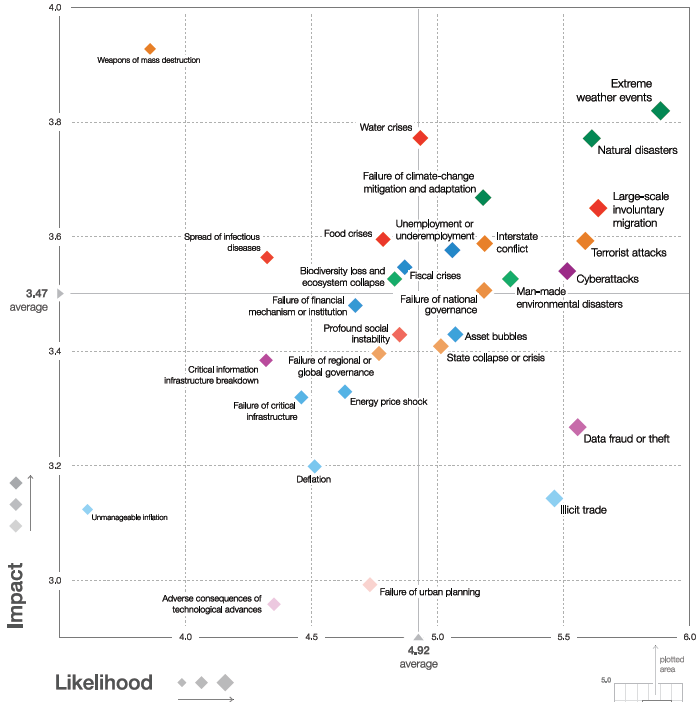 4.0
Weapons of mass destruction
Extreme
weather events
3.8
Water crises
Natural disasters
Failure of climate-change
mitigation and adaptation
Large-scale
involuntary
migration
3.6
Spread of infectious
diseases
Food crises
Unemployment or
underemployment
Interstate
conflict
Terrorist attacks
Biodiversity loss and
ecosystem collapse
Fiscal crises
Cyberattacks
3.47
average
Failure of financial
mechanism or institution
Failure of national
governance
Man-made
environmental disasters
Profound social
instability
Asset bubbles
3.4
State collapse or crisis
Critical information
infrastructure breakdown
Failure of regional or
global governance
Failure of critical
infrastructure
Energy price shock
Data fraud or theft
3.2
Deflation
Illicit trade
Unmanageable inflation
3.0
Failure of urban planning
Adverse consequences of
technological advances
Impact
4.0
4.5
5.0
5.5
6.0
4.92
average
plotted
area
Likelihood
5.0